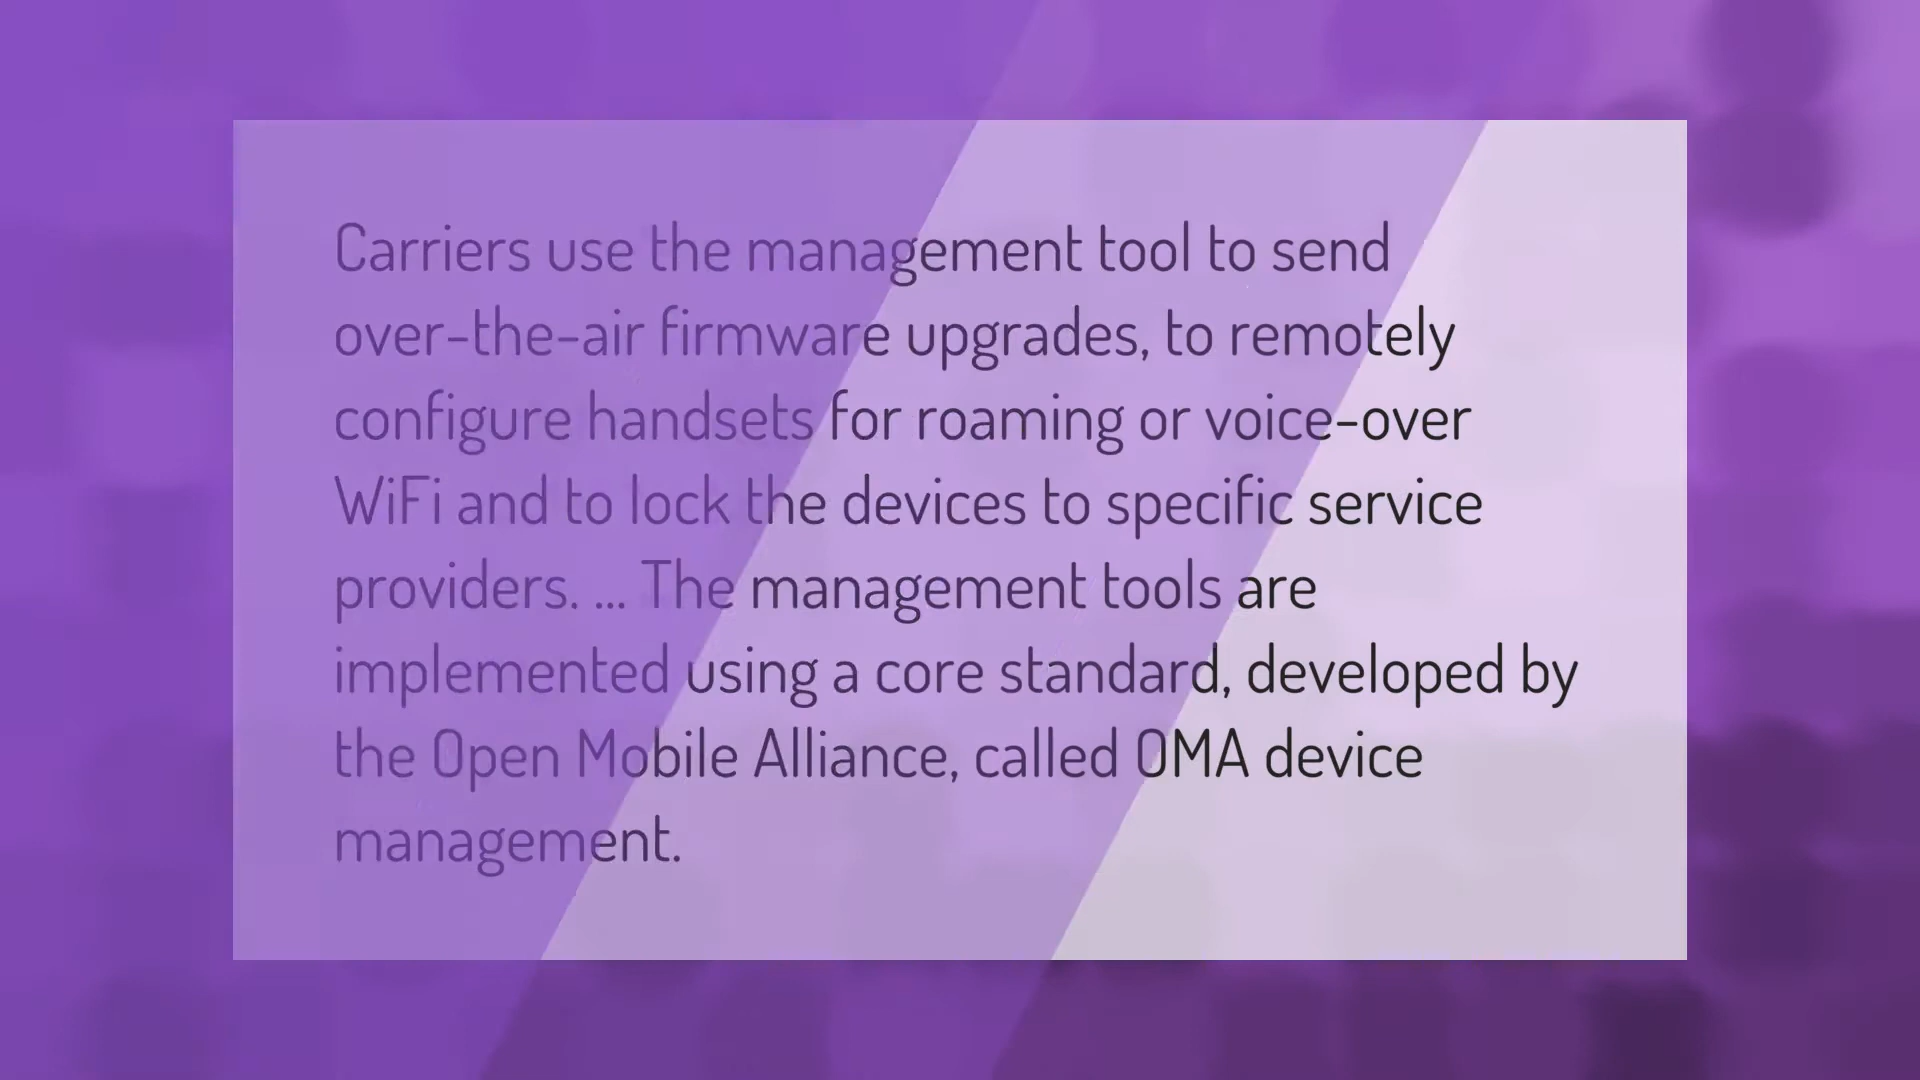 Carriers use the management tool to send
over-the-air firmware upgrades, to remotely
configure handsets for roaming or voice-over
WiFi and to lock the devices to specific service
providers. ... The management tools are
implemented using a core standard, developed by
the Open Mobile Alliance, called OMA device
management.